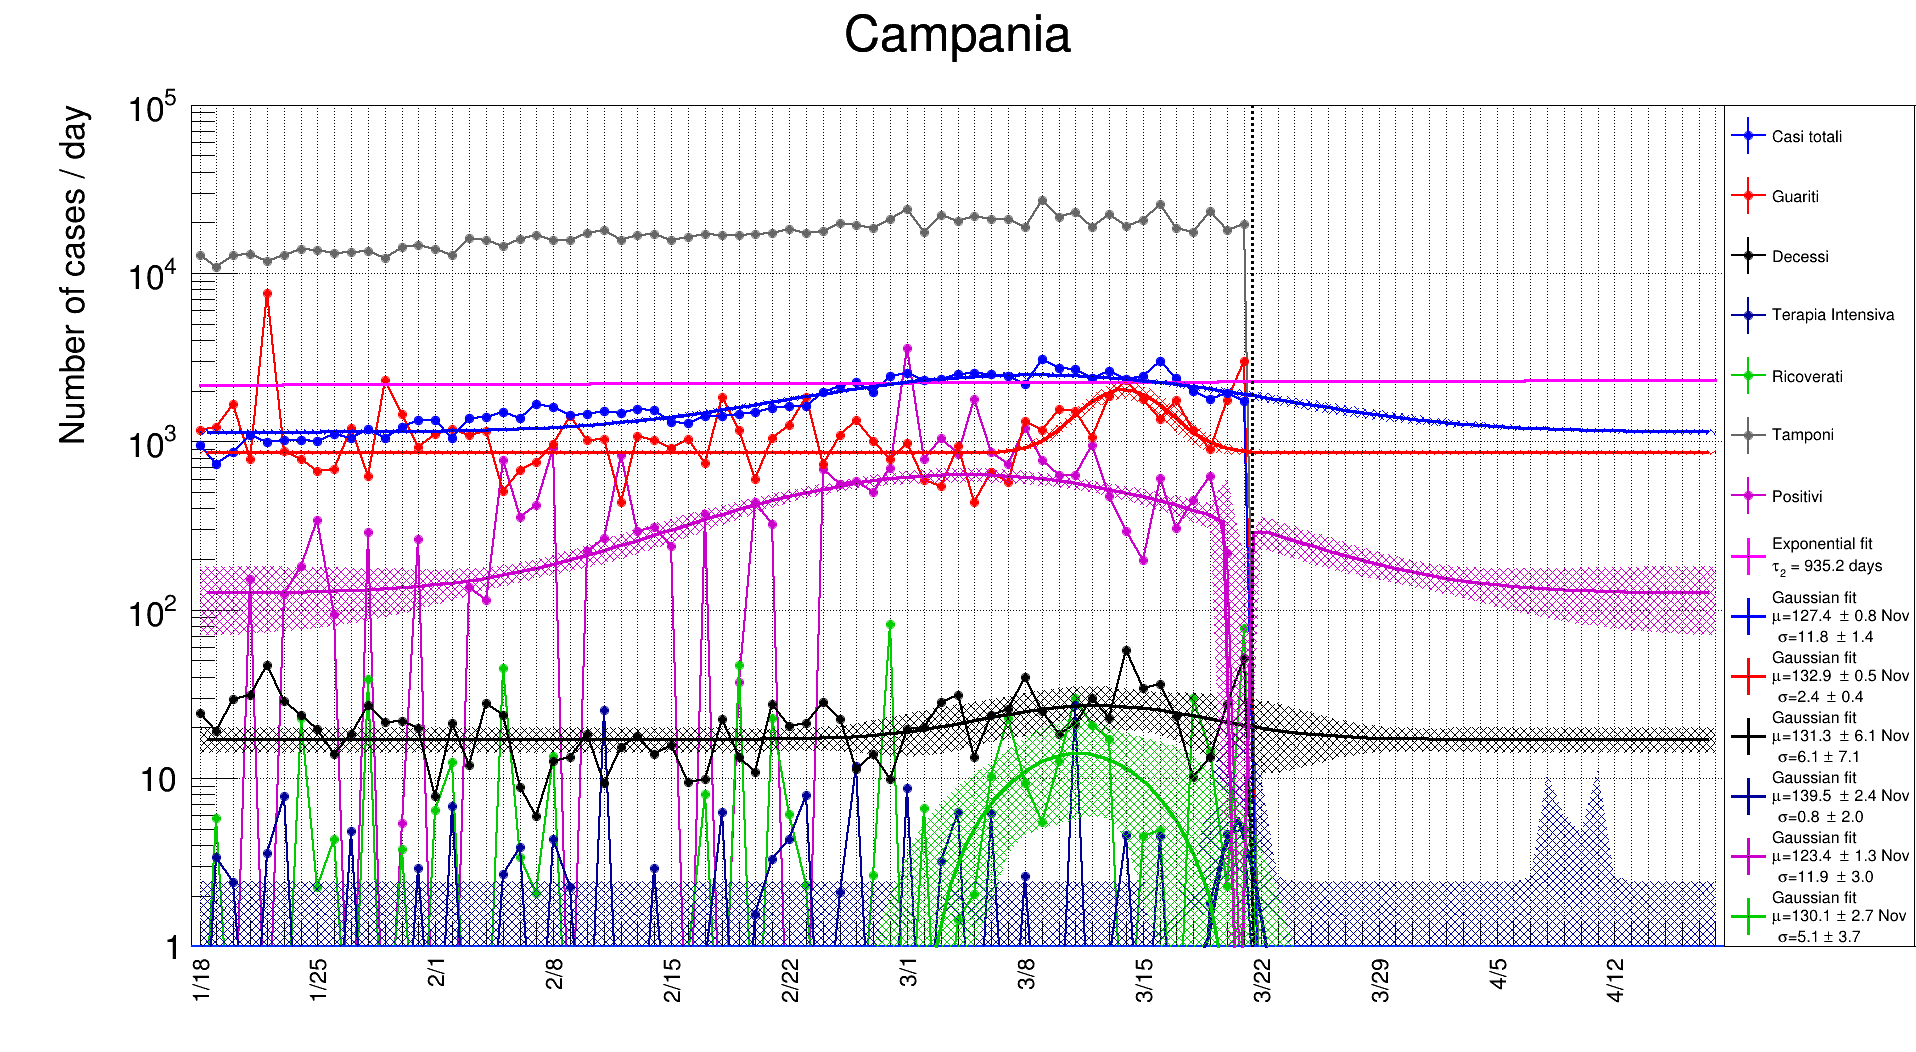 Campania
Number of cases / day
10^5
10^4
10^3
10^2
10
1
1/18
1/25
2/1
2/8
2/15
2/22
3/1
3/8
3/15
3/22
3/29
4/5
4/12
Casi totali
Guariti
Decessi
Terapia Intensiva
Ricoverati
Tamponi
Positivi
Exponential fit
τ₂ = 935.2 days
Gaussian fit
μ=127.4 ± 0.8 Nov
σ=11.8 ± 1.4
Gaussian fit
μ=132.9 ± 0.5 Nov
σ=2.4 ± 0.4
Gaussian fit
μ=131.3 ± 6.1 Nov
σ=6.1 ± 7.1
Gaussian fit
μ=139.5 ± 2.4 Nov
σ=0.8 ± 2.0
Gaussian fit
μ=123.4 ± 1.3 Nov
σ=11.9 ± 3.0
Gaussian fit
μ=130.1 ± 2.7 Nov
σ=5.1 ± 3.7